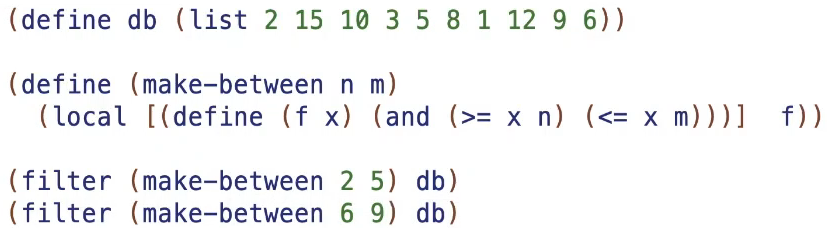 (define db (list 2 15 10 3 5 8 1 12 9 6))
(define (make-between n m)
(local [(define (f x) (and (>= x n) (<= x m)))] f))
(filter (make-between 2 5) db)
(filter (make-between 6 9) db)